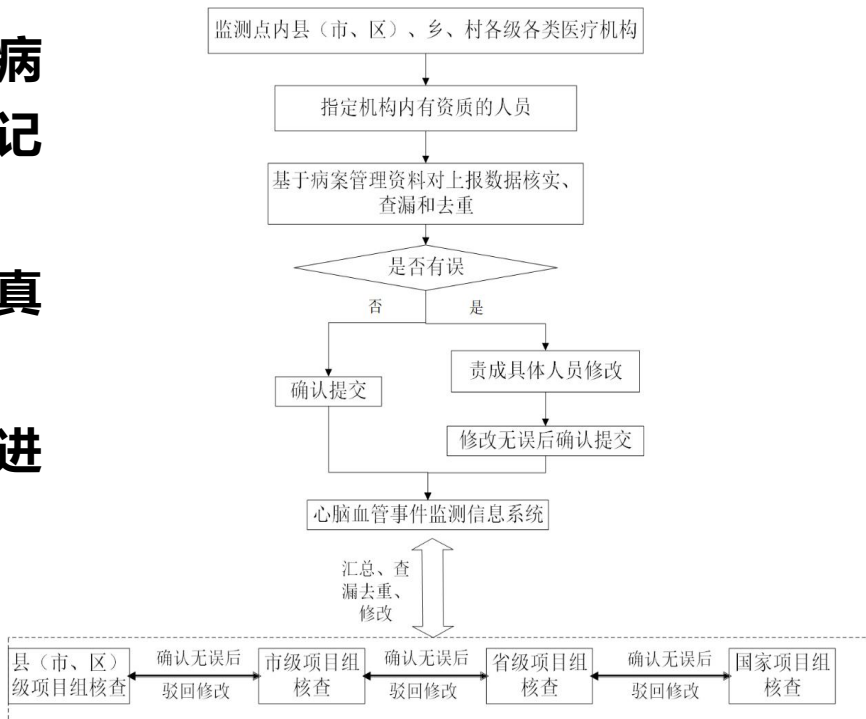 病
记
真
进
监测点内县（市、区）、乡、村各级各类医疗机构
指定机构内有资质的人员
基于病案管理资料对上报数据核实、
查漏和去重
是否有误
否
是
确认提交
责成具体人员修改
修改无误后确认提交
心脑血管事件监测信息系统
汇总、查
漏去重、
修改
县（市、区）
级项目组核查
确认无误后
驳回修改
市级项目组
核查
确认无误后
驳回修改
省级项目组
核查
确认无误后
驳回修改
国家项目组
核查